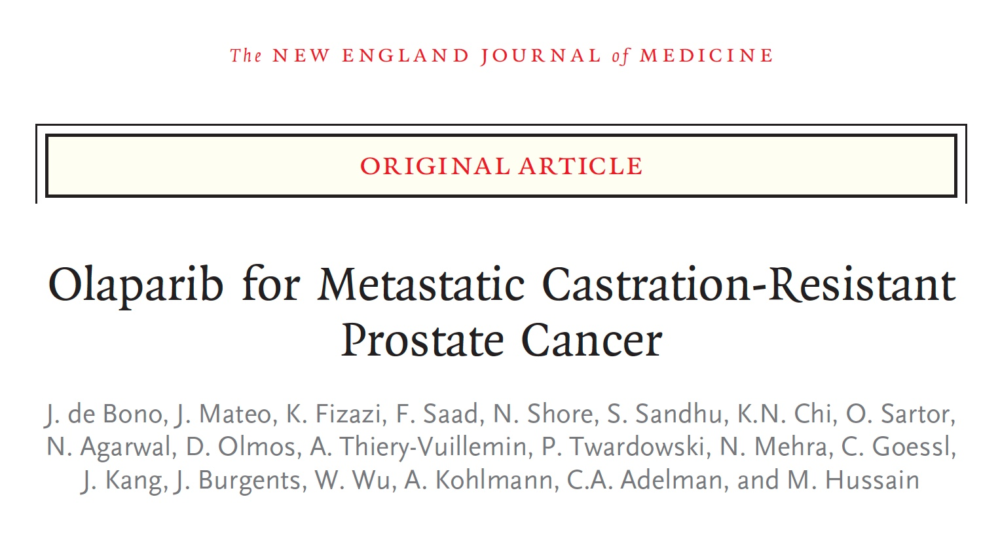 The NEW ENGLAND JOURNAL of MEDICINE
ORIGINAL ARTICLE
Olaparib for Metastatic Castration-Resistant
Prostate Cancer
J. de Bono, J. Mateo, K. Fizazi, F. Saad, N. Shore, S. Sandhu, K.N. Chi, O. Sartor,
N. Agarwal, D. Olmos, A. Thiery-Vuillemin, P. Twardowski, N. Mehra, C. Goessl,
J. Kang, J. Burgents, W. Wu, A. Kohlmann, C.A. Adelman, and M. Hussain